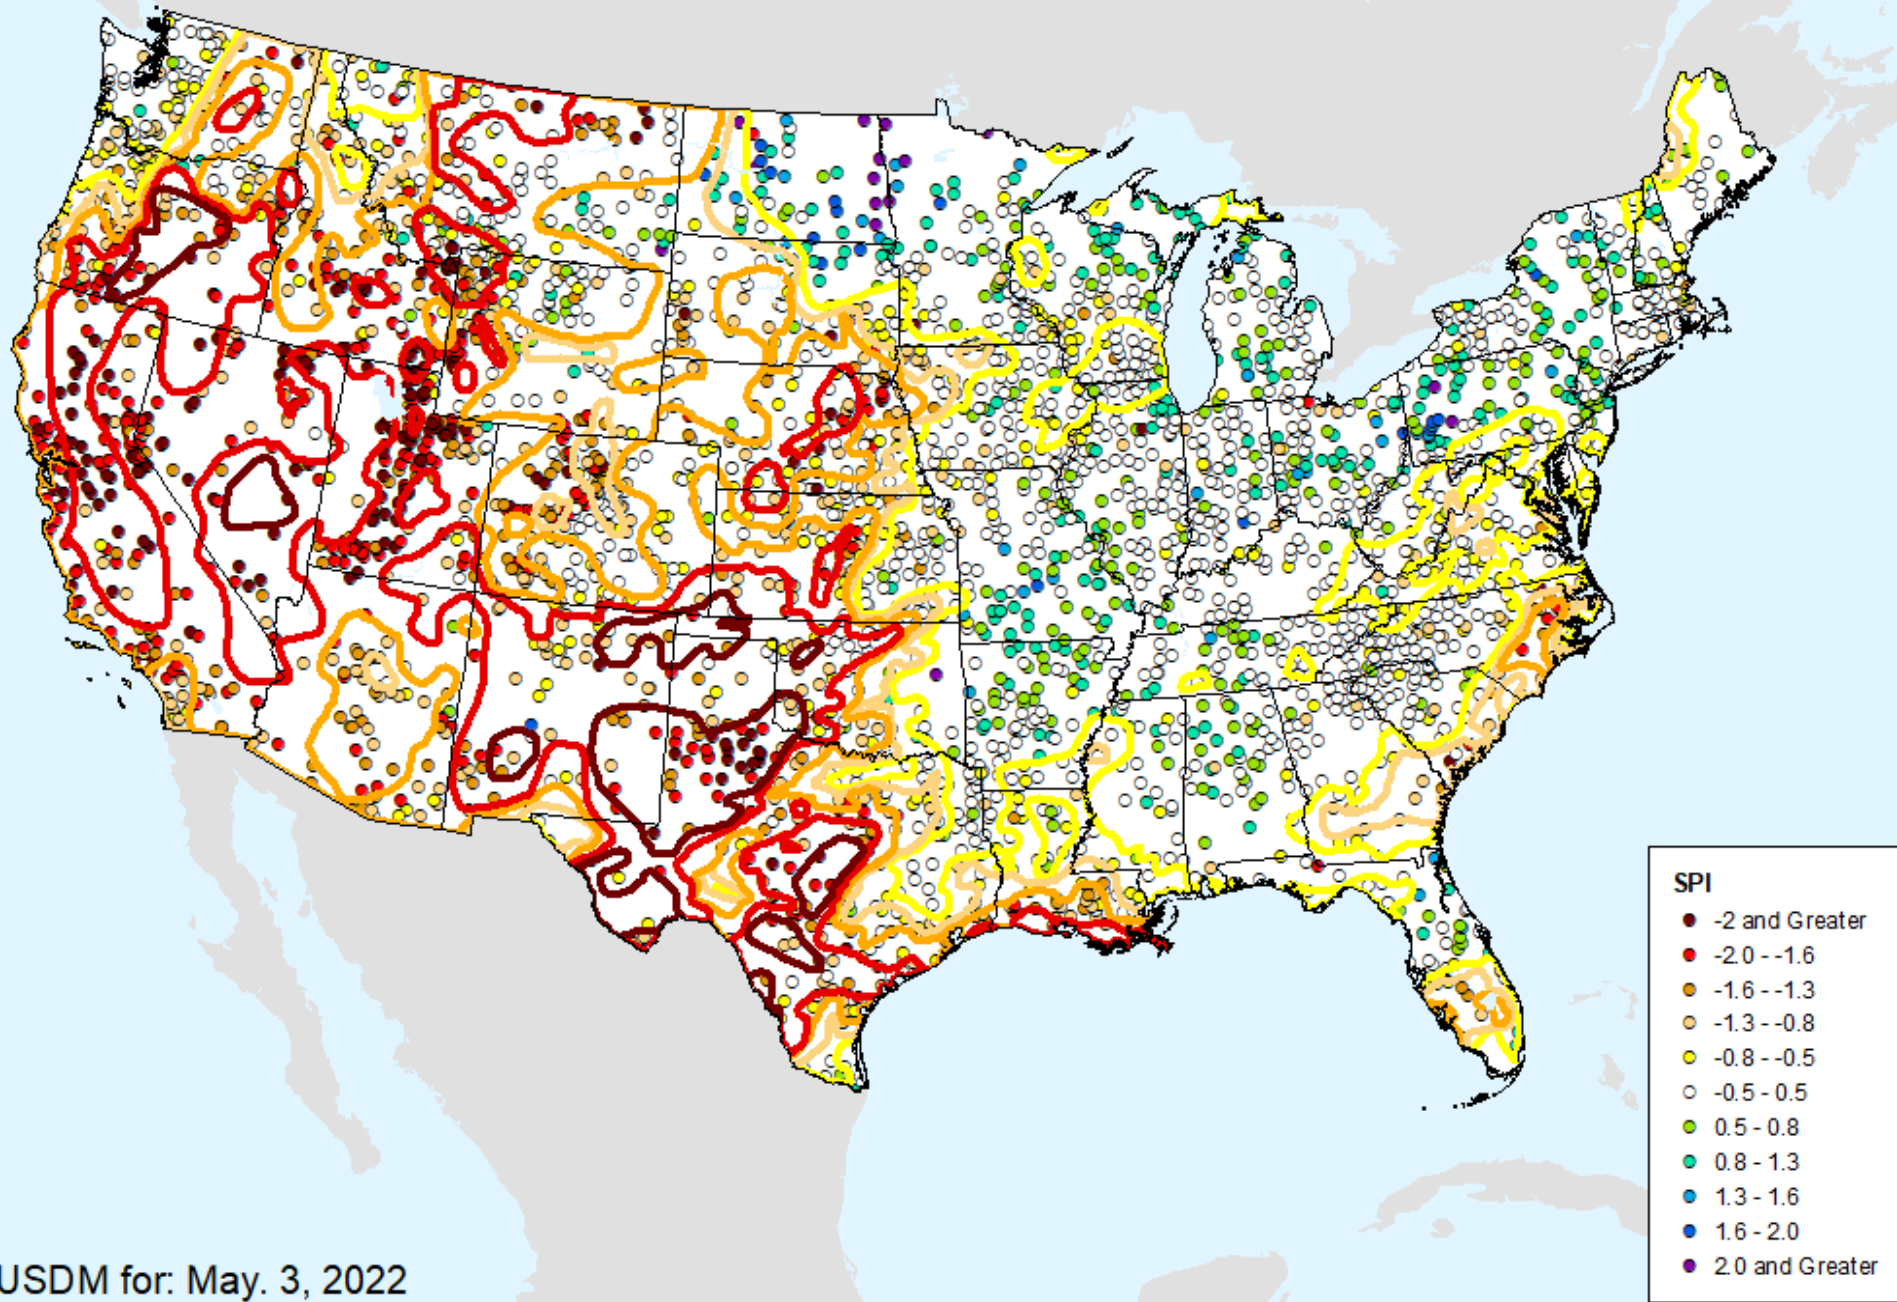 SPI
-2 and Greater
-2.0 - -1.6
-1.6 - -1.3
-1.3 - -0.8
-0.8 - -0.5
-0.5 - 0.5
0.5 - 0.8
0.8 - 1.3
1.3 - 1.6
1.6 - 2.0
2.0 and Greater
USDM for: May. 3, 2022